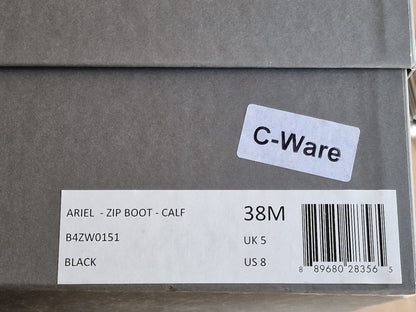 C-Ware
ARIEL - ZIP BOOT - CALF 38M
B4ZW0151 UK 5
BLACK US 8
8 89680 28356 5